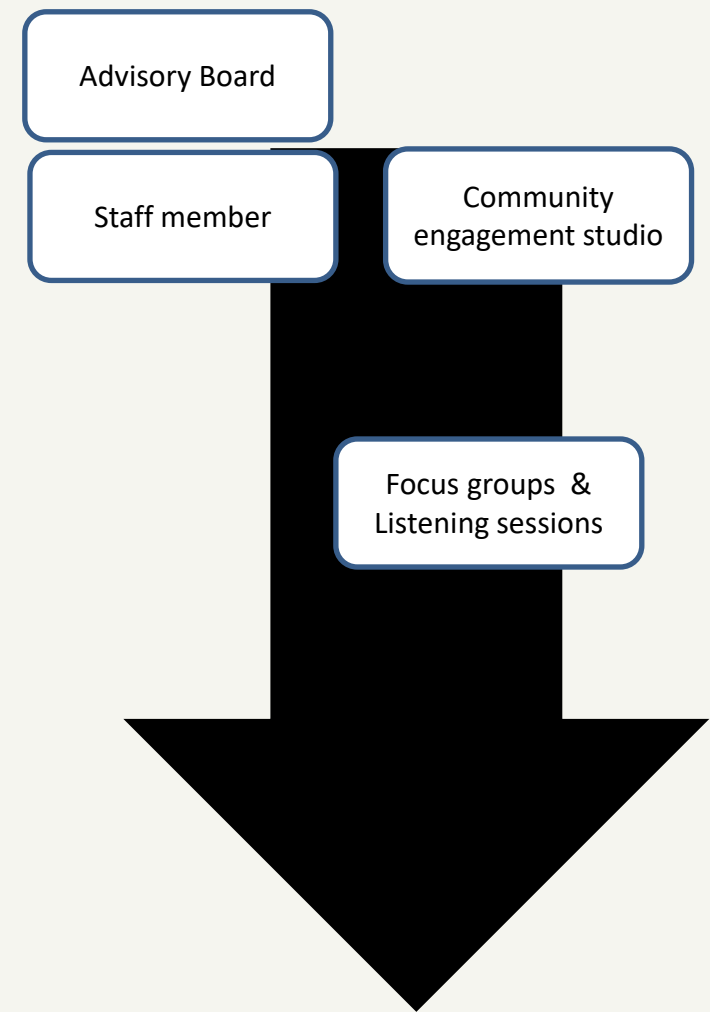 Advisory Board
Staff member
Community
engagement studio
Focus groups  &
Listening sessions